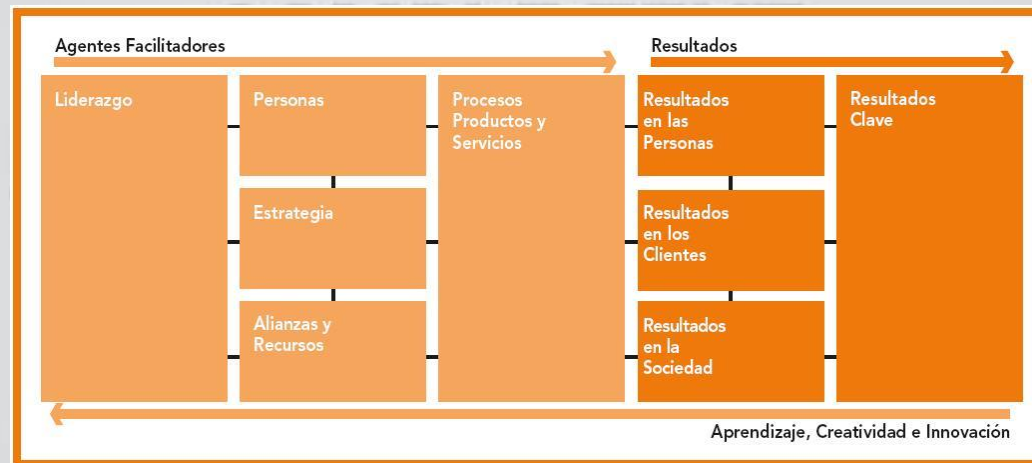 Agentes Facilitadores
Resultados
Liderazgo
Personas
Procesos
Productos y
Servicios
Resultados
en las
Personas
Resultados
Clave
Estrategia
Resultados
en los
Clientes
Alianzas y
Recursos
Resultados
en la
Sociedad
Aprendizaje, Creatividad e Innovación